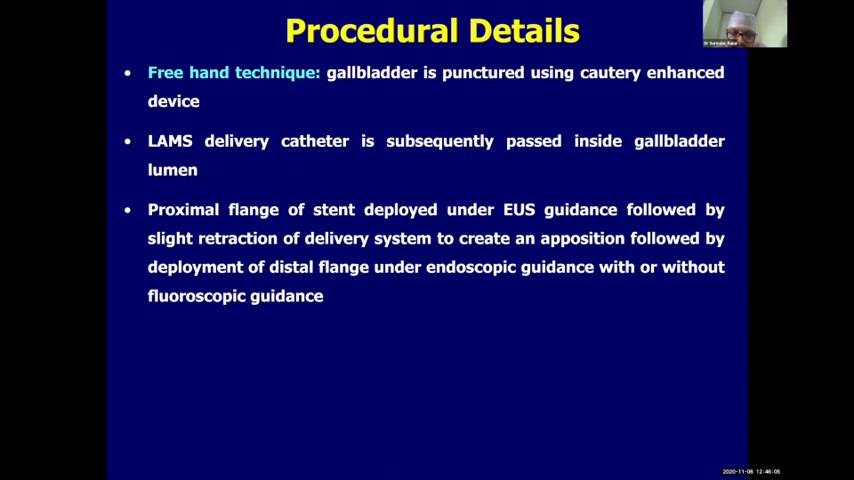 Procedural Details
• Free hand technique: gallbladder is punctured using cautery enhanced
device
• LAMS delivery catheter is subsequently passed inside gallbladder
lumen
• Proximal flange of stent deployed under EUS guidance followed by
slight retraction of delivery system to create an apposition followed by
deployment of distal flange under endoscopic guidance with or without
fluoroscopic guidance
2020-11-06 12:46:05